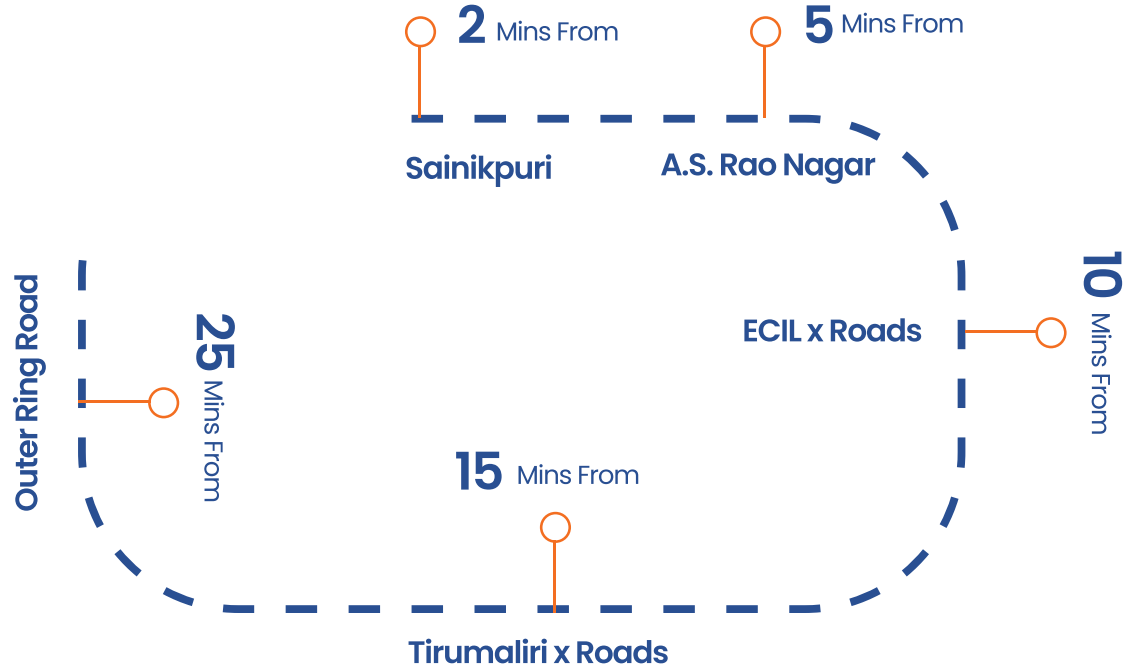 2 Mins From
Sainikpuri
5 Mins From
A.S. Rao Nagar
10 Mins From
ECIL x Roads
15 Mins From
Tirumaliri x Roads
25 Mins From
Outer Ring Road